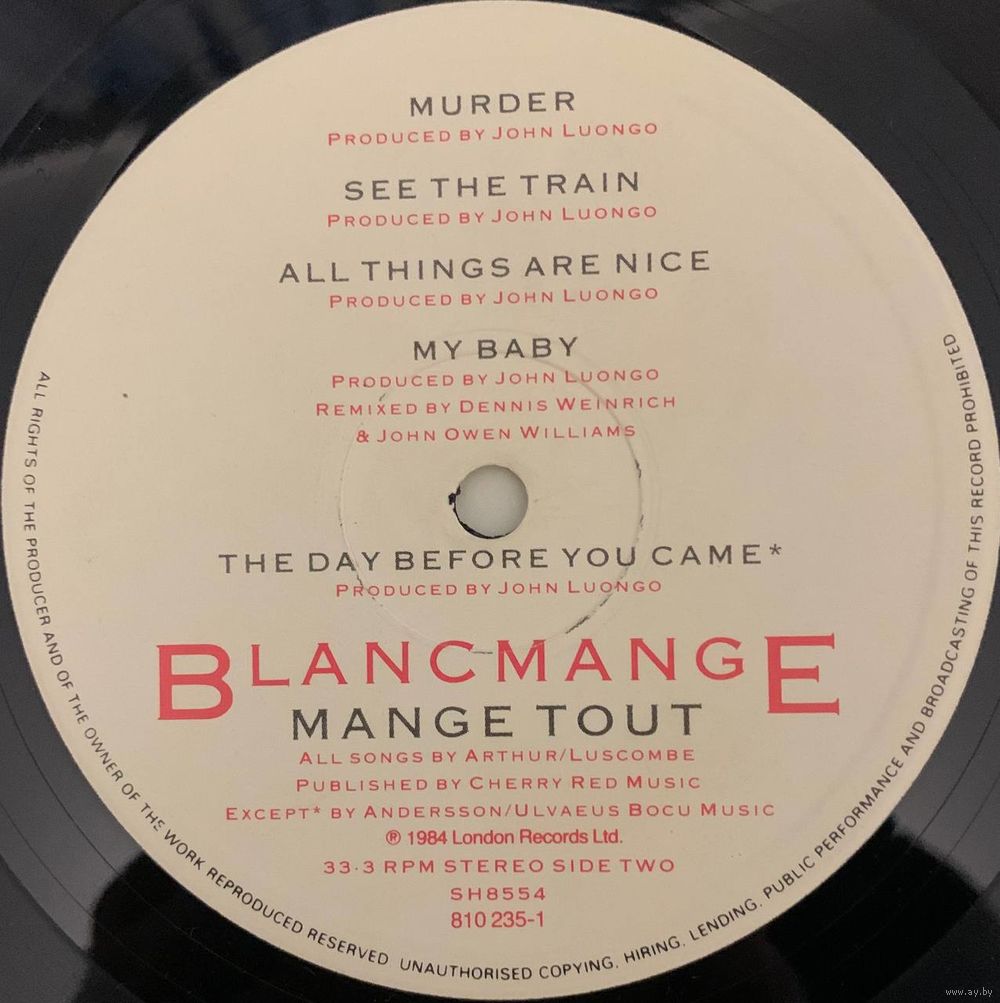 MURDER
PRODUCED BY JOHN LUONGO
SEE THE TRAIN
PRODUCED BY JOHN LUONGO
ALL THINGS ARE NICE
PRODUCED BY JOHN LUONGO
MY BABY
PRODUCED BY JOHN LUONGO
REMIXED BY DENNIS WEINRICH
& JOHN OWEN WILLIAMS
THE DAY BEFORE YOU CAME*
PRODUCED BY JOHN LUONGO
BLANCMANGE
MANGE TOUT
ALL SONGS BY ARTHUR/LUSCOMBE
PUBLISHED BY CHERRY RED MUSIC
EXCEPT* BY ANDERSSON/ULVAEUS BOCU MUSIC
℗ 1984 London Records Ltd.
33·3 RPM STEREO SIDE TWO
SH8554
810 235-1
ALL RIGHTS OF THE PRODUCER AND OF THE OWNER OF THE WORK REPRODUCED RESERVED UNAUTHORISED COPYING, HIRING, LENDING, PUBLIC PERFORMANCE AND BROADCASTING OF THIS RECORD PROHIBITED
www.ay.by